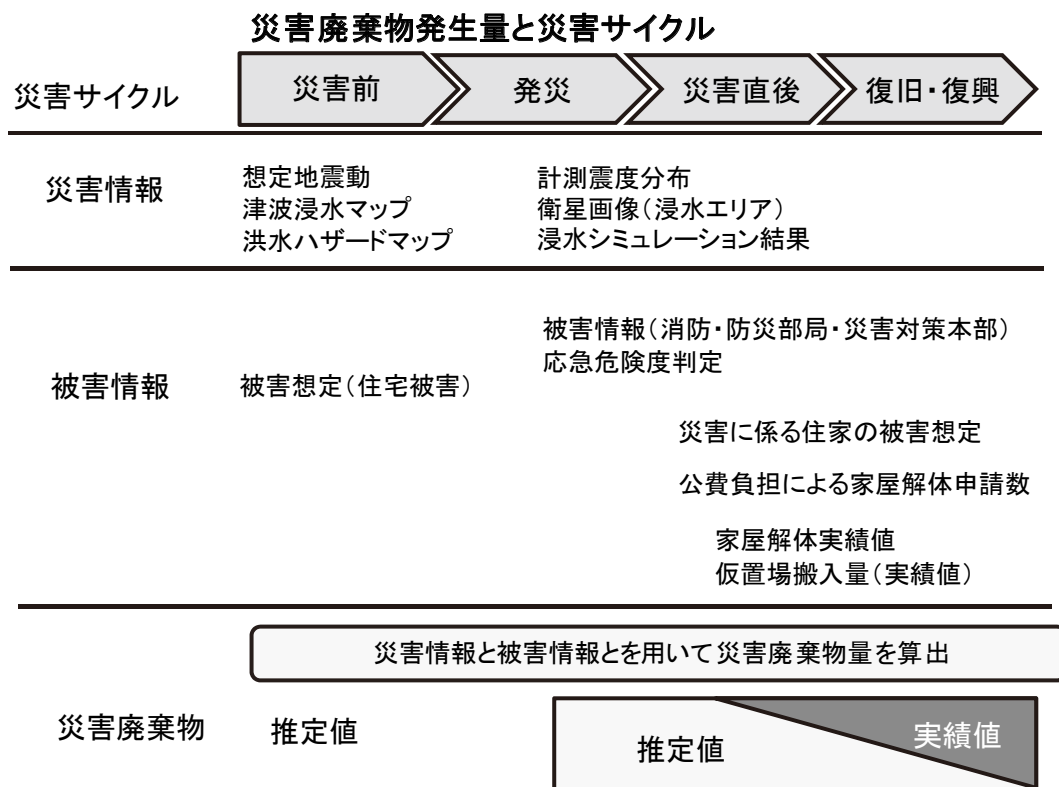 災害廃棄物発生量と災害サイクル
災害サイクル
災害前
発災
災害直後
復旧・復興
災害情報
想定地震動
津波浸水マップ
洪水ハザードマップ
計測震度分布
衛星画像（浸水エリア）
浸水シミュレーション結果
被害情報
被害想定（住宅被害）
被害情報（消防・防災部局・災害対策本部）
応急危険度判定
災害に係る住家の被害想定
公費負担による家屋解体申請数
家屋解体実績値
仮置場搬入量（実績値）
災害廃棄物
災害情報と被害情報とを用いて災害廃棄物量を算出
推定値
推定値
実績値